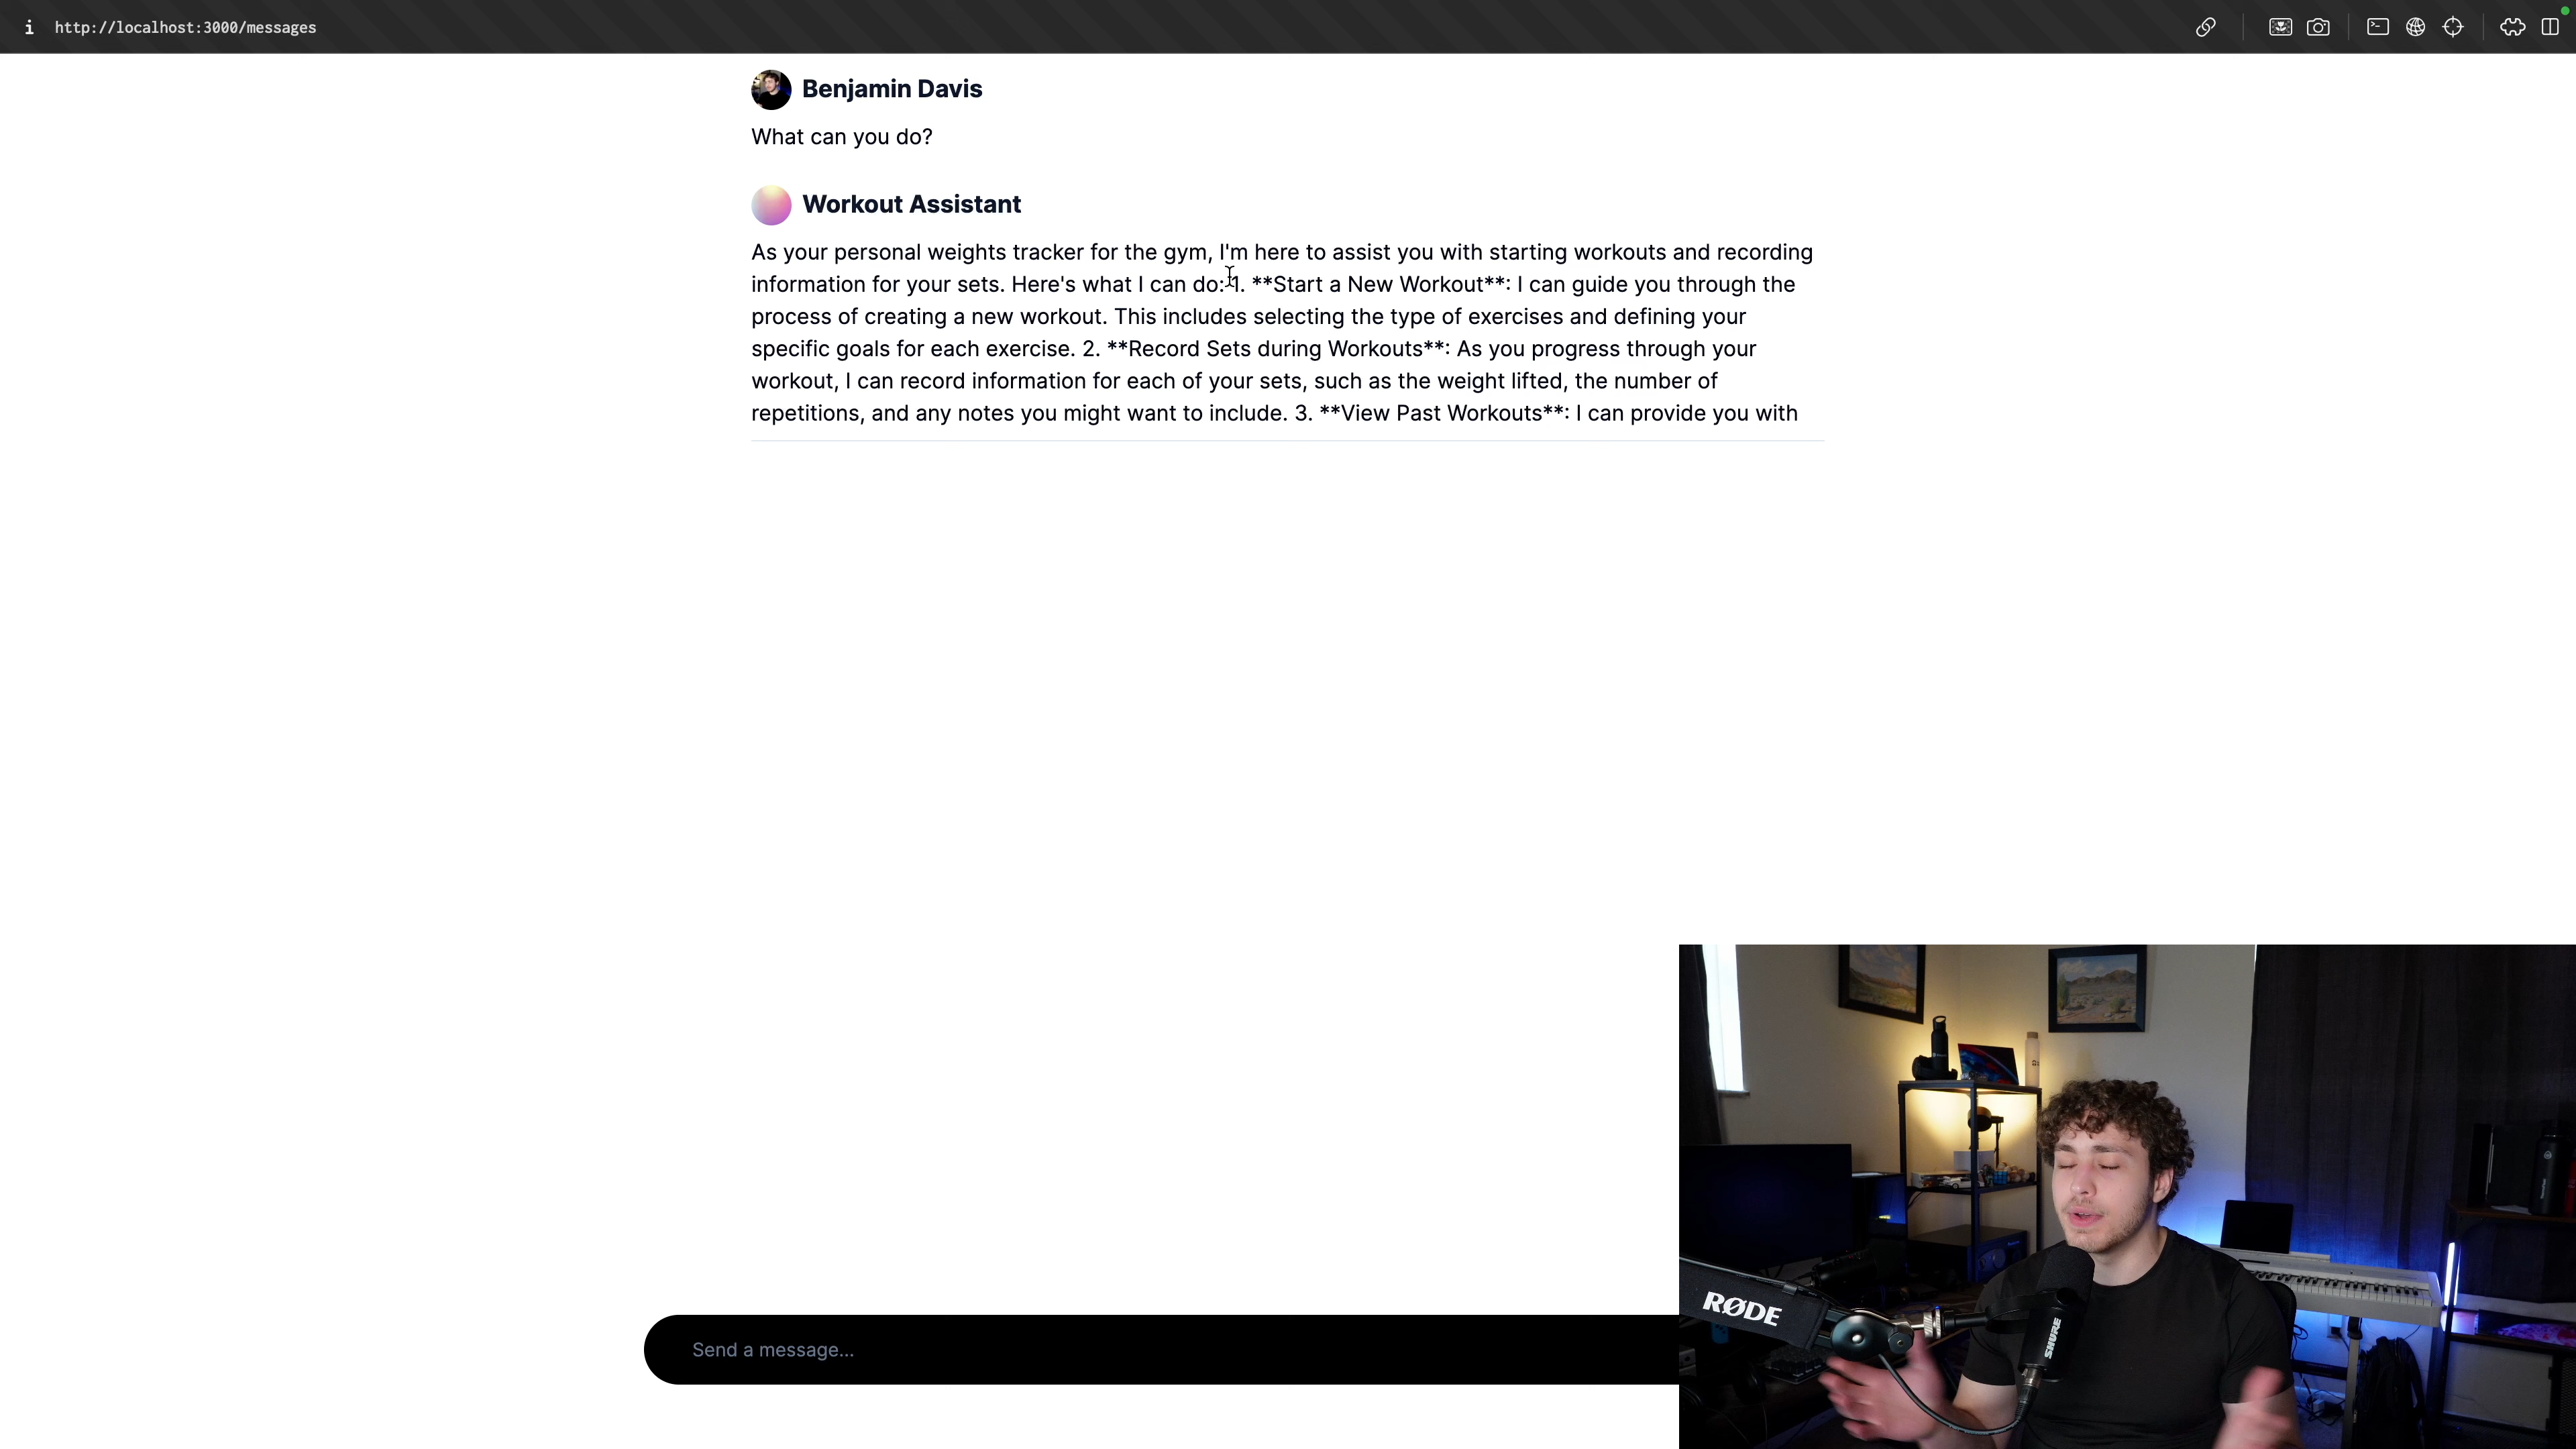 http://localhost:3000/messages
Benjamin Davis
What can you do?
Workout Assistant
As your personal weights tracker for the gym, I'm here to assist you with starting workouts and recording
information for your sets. Here's what I can do: 1. **Start a New Workout**: I can guide you through the
process of creating a new workout. This includes selecting the type of exercises and defining your
specific goals for each exercise. 2. **Record Sets during Workouts**: As you progress through your
workout, I can record information for each of your sets, such as the weight lifted, the number of
repetitions, and any notes you might want to include. 3. **View Past Workouts**: I can provide you with
Send a message...
RØDE
SHURE